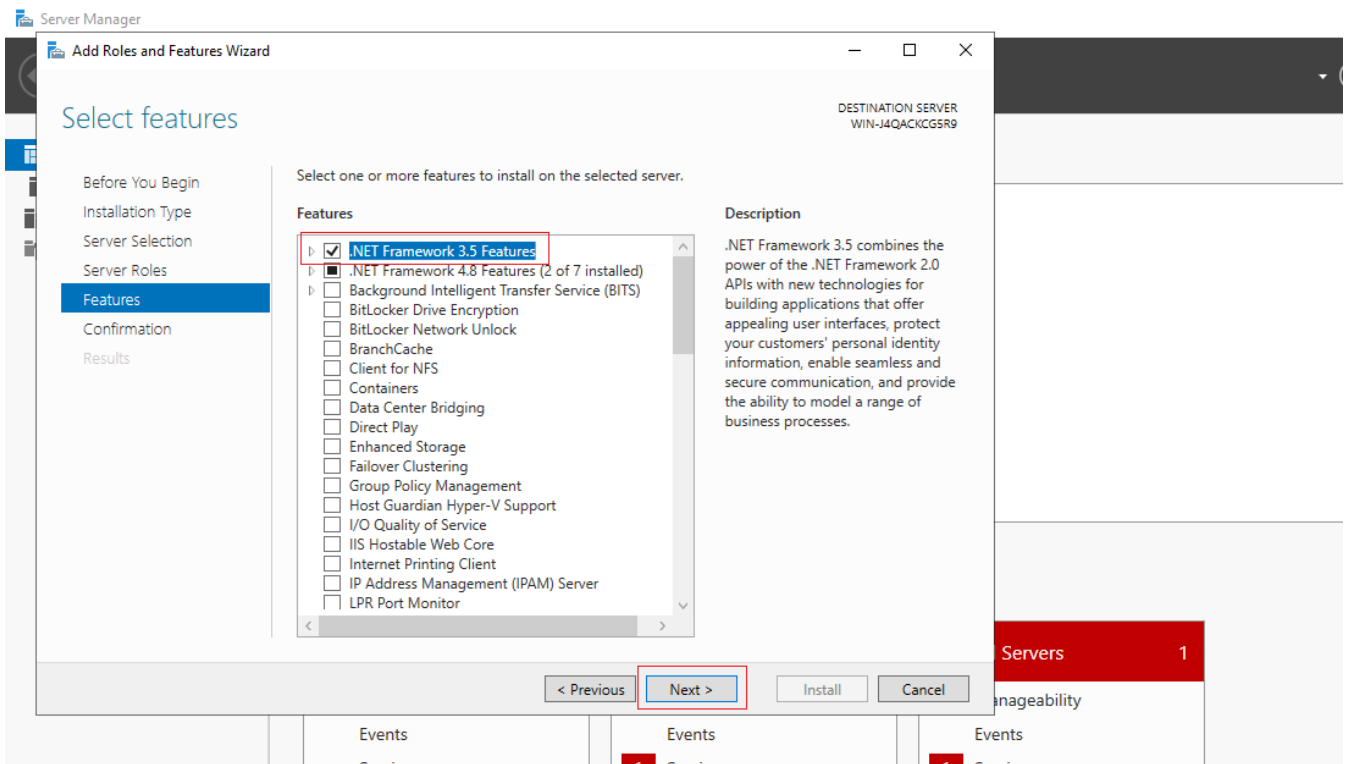 Server Manager
Add Roles and Features Wizard
Select features
DESTINATION SERVER
WIN-J4QACKCG5R9
Before You Begin
Installation Type
Server Selection
Server Roles
Features
Confirmation
Results
Select one or more features to install on the selected server.
Features
.NET Framework 3.5 Features
.NET Framework 4.8 Features (2 of 7 installed)
Background Intelligent Transfer Service (BITS)
BitLocker Drive Encryption
BitLocker Network Unlock
BranchCache
Client for NFS
Containers
Data Center Bridging
Direct Play
Enhanced Storage
Failover Clustering
Group Policy Management
Host Guardian Hyper-V Support
I/O Quality of Service
IIS Hostable Web Core
Internet Printing Client
IP Address Management (IPAM) Server
LPR Port Monitor
Description
.NET Framework 3.5 combines the
power of the .NET Framework 2.0
APIs with new technologies for
building applications that offer
appealing user interfaces, protect
your customers' personal identity
information, enable seamless and
secure communication, and provide
the ability to model a range of
business processes.
< Previous
Next >
Install
Cancel
Servers 1
anageability
Events
Events
Events